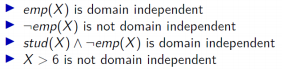 ▶ emp(X) is domain independent
▶ ¬emp(X) is not domain independent
▶ stud(X) ∧ ¬emp(X) is domain independent
▶ X > 6 is not domain independent